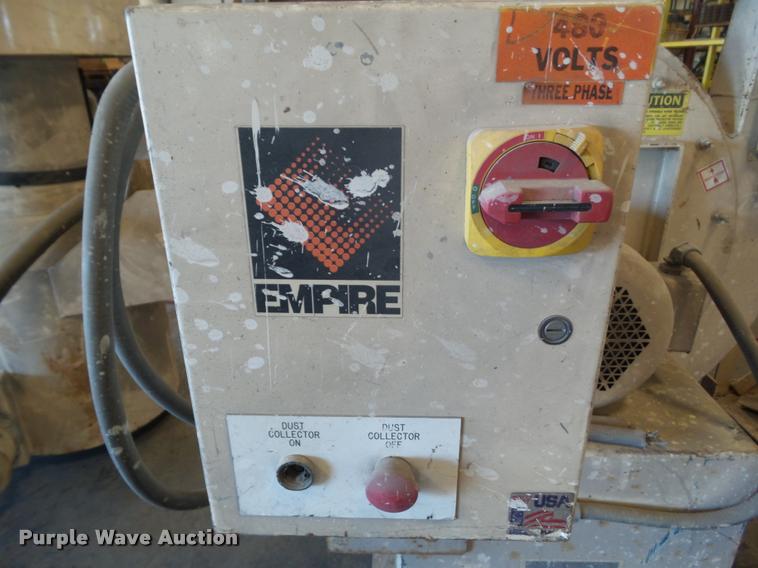 480
VOLTS
THREE PHASE
EMPIRE
DUST
COLLECTOR
ON
DUST
COLLECTOR
OFF
USA
Purple Wave Auction